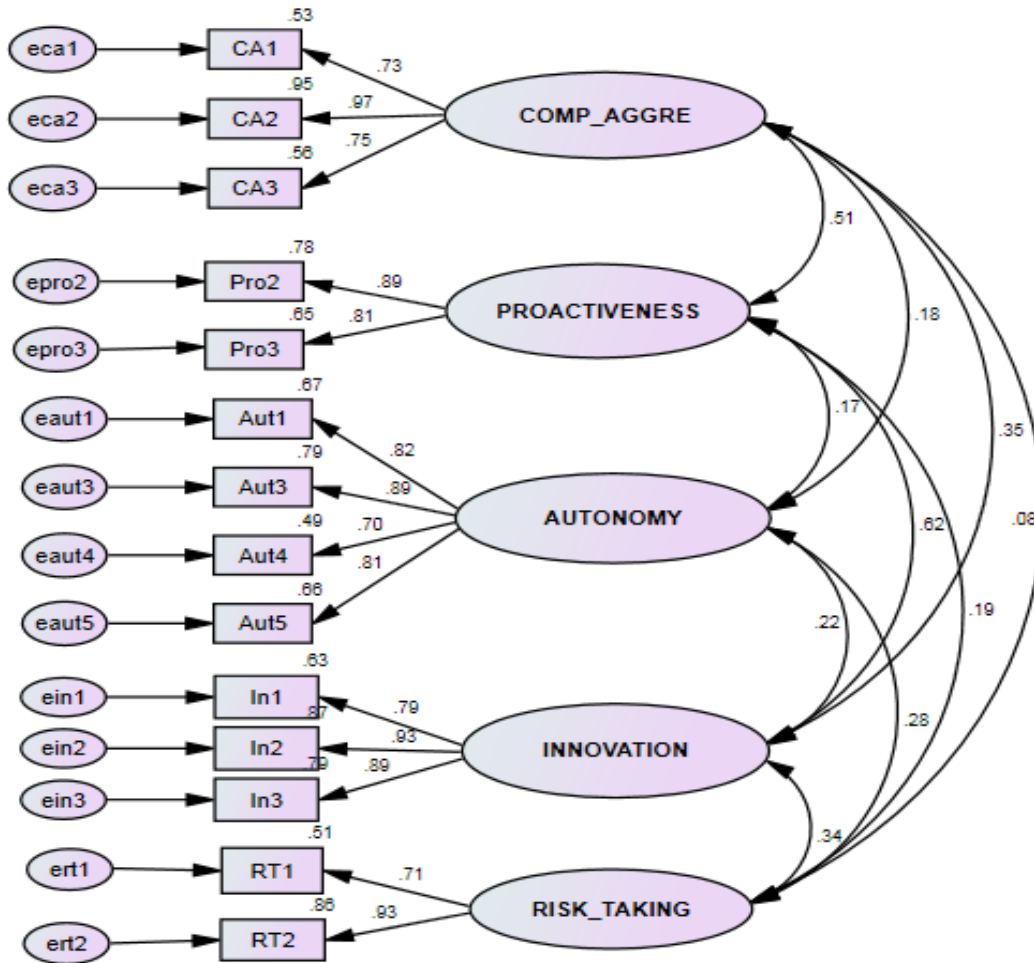 .53
eca1 CA1
.73
.95
eca2 CA2
.97
COMP_AGGRE
.56
.75
eca3 CA3
.51
.78
epro2 Pro2
.89
PROACTIVENESS
.18
.65
.81
epro3 Pro3
.67
eaut1 Aut1
.17
.35
.82
.79
eaut3 Aut3
.89
AUTONOMY
.49
.70
.62
.08
eaut4 Aut4
.81
.66
eaut5 Aut5
.22
.19
.63
ein1 In1
.79
.87
.28
ein2 In2
.93
INNOVATION
.79
.89
ein3 In3
.51
.34
ert1 RT1
.71
.86
RISK_TAKING
.93
ert2 RT2